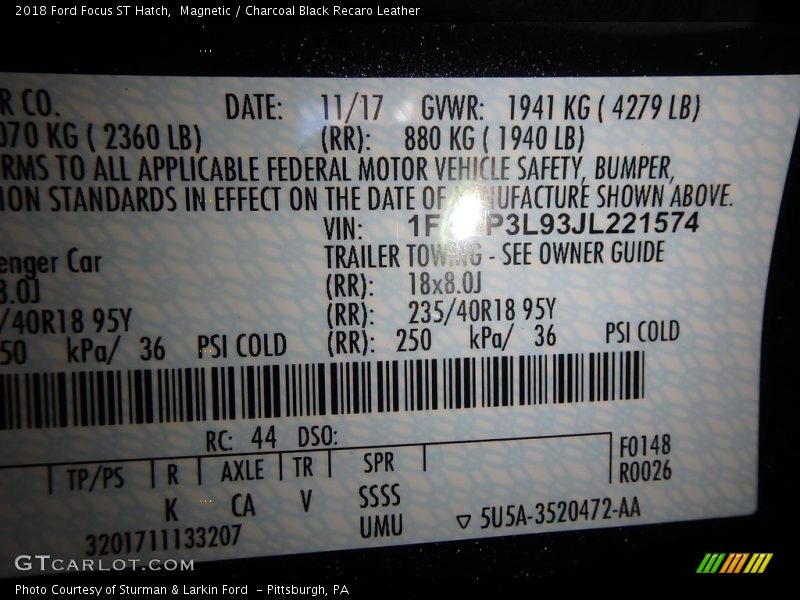 2018 Ford Focus ST Hatch, Magnetic / Charcoal Black Recaro Leather
R CO. DATE: 11/17 GVWR: 1941 KG ( 4279 LB)
070 KG ( 2360 LB) (RR): 880 KG ( 1940 LB)
RMS TO ALL APPLICABLE FEDERAL MOTOR VEHICLE SAFETY, BUMPER,
ION STANDARDS IN EFFECT ON THE DATE OF MANUFACTURE SHOWN ABOVE.
VIN: P3L93JL221574
enger Car TRAILER TOWING - SEE OWNER GUIDE
8.0J (RR): 18x8.0J
/40R18 95Y (RR): 235/40R18 95Y
50 kPa/ 36 PSI COLD (RR): 250 kPa/ 36 PSI COLD
RC: 44 DSO:
F0148
TP/PS R AXLE TR SPR R0026
K CA V SSSS
UMU ▽ 5U5A-3520472-AA
3201711133207
GTCARLOT.COM
Photo Courtesy of Sturman & Larkin Ford - Pittsburgh, PA